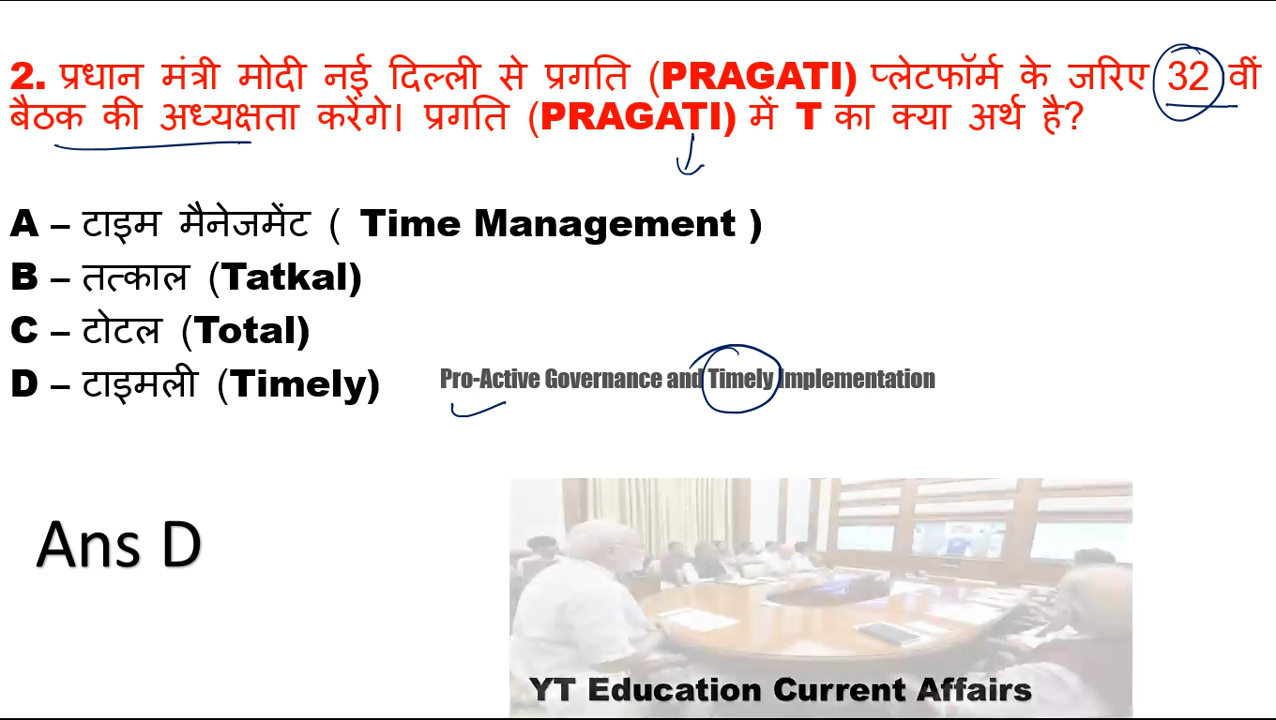 2. प्रधान मंत्री मोदी नई दिल्ली से प्रगति (PRAGATI) प्लेटफॉर्म के जरिए 32 वीं
बैठक की अध्यक्षता करेंगे। प्रगति (PRAGATI) में T का क्या अर्थ है?
A – टाइम मैनेजमेंट ( Time Management )
B – तत्काल (Tatkal)
C – टोटल (Total)
D – टाइमली (Timely)
Pro-Active Governance and Timely Implementation
Ans D
YT Education Current Affairs